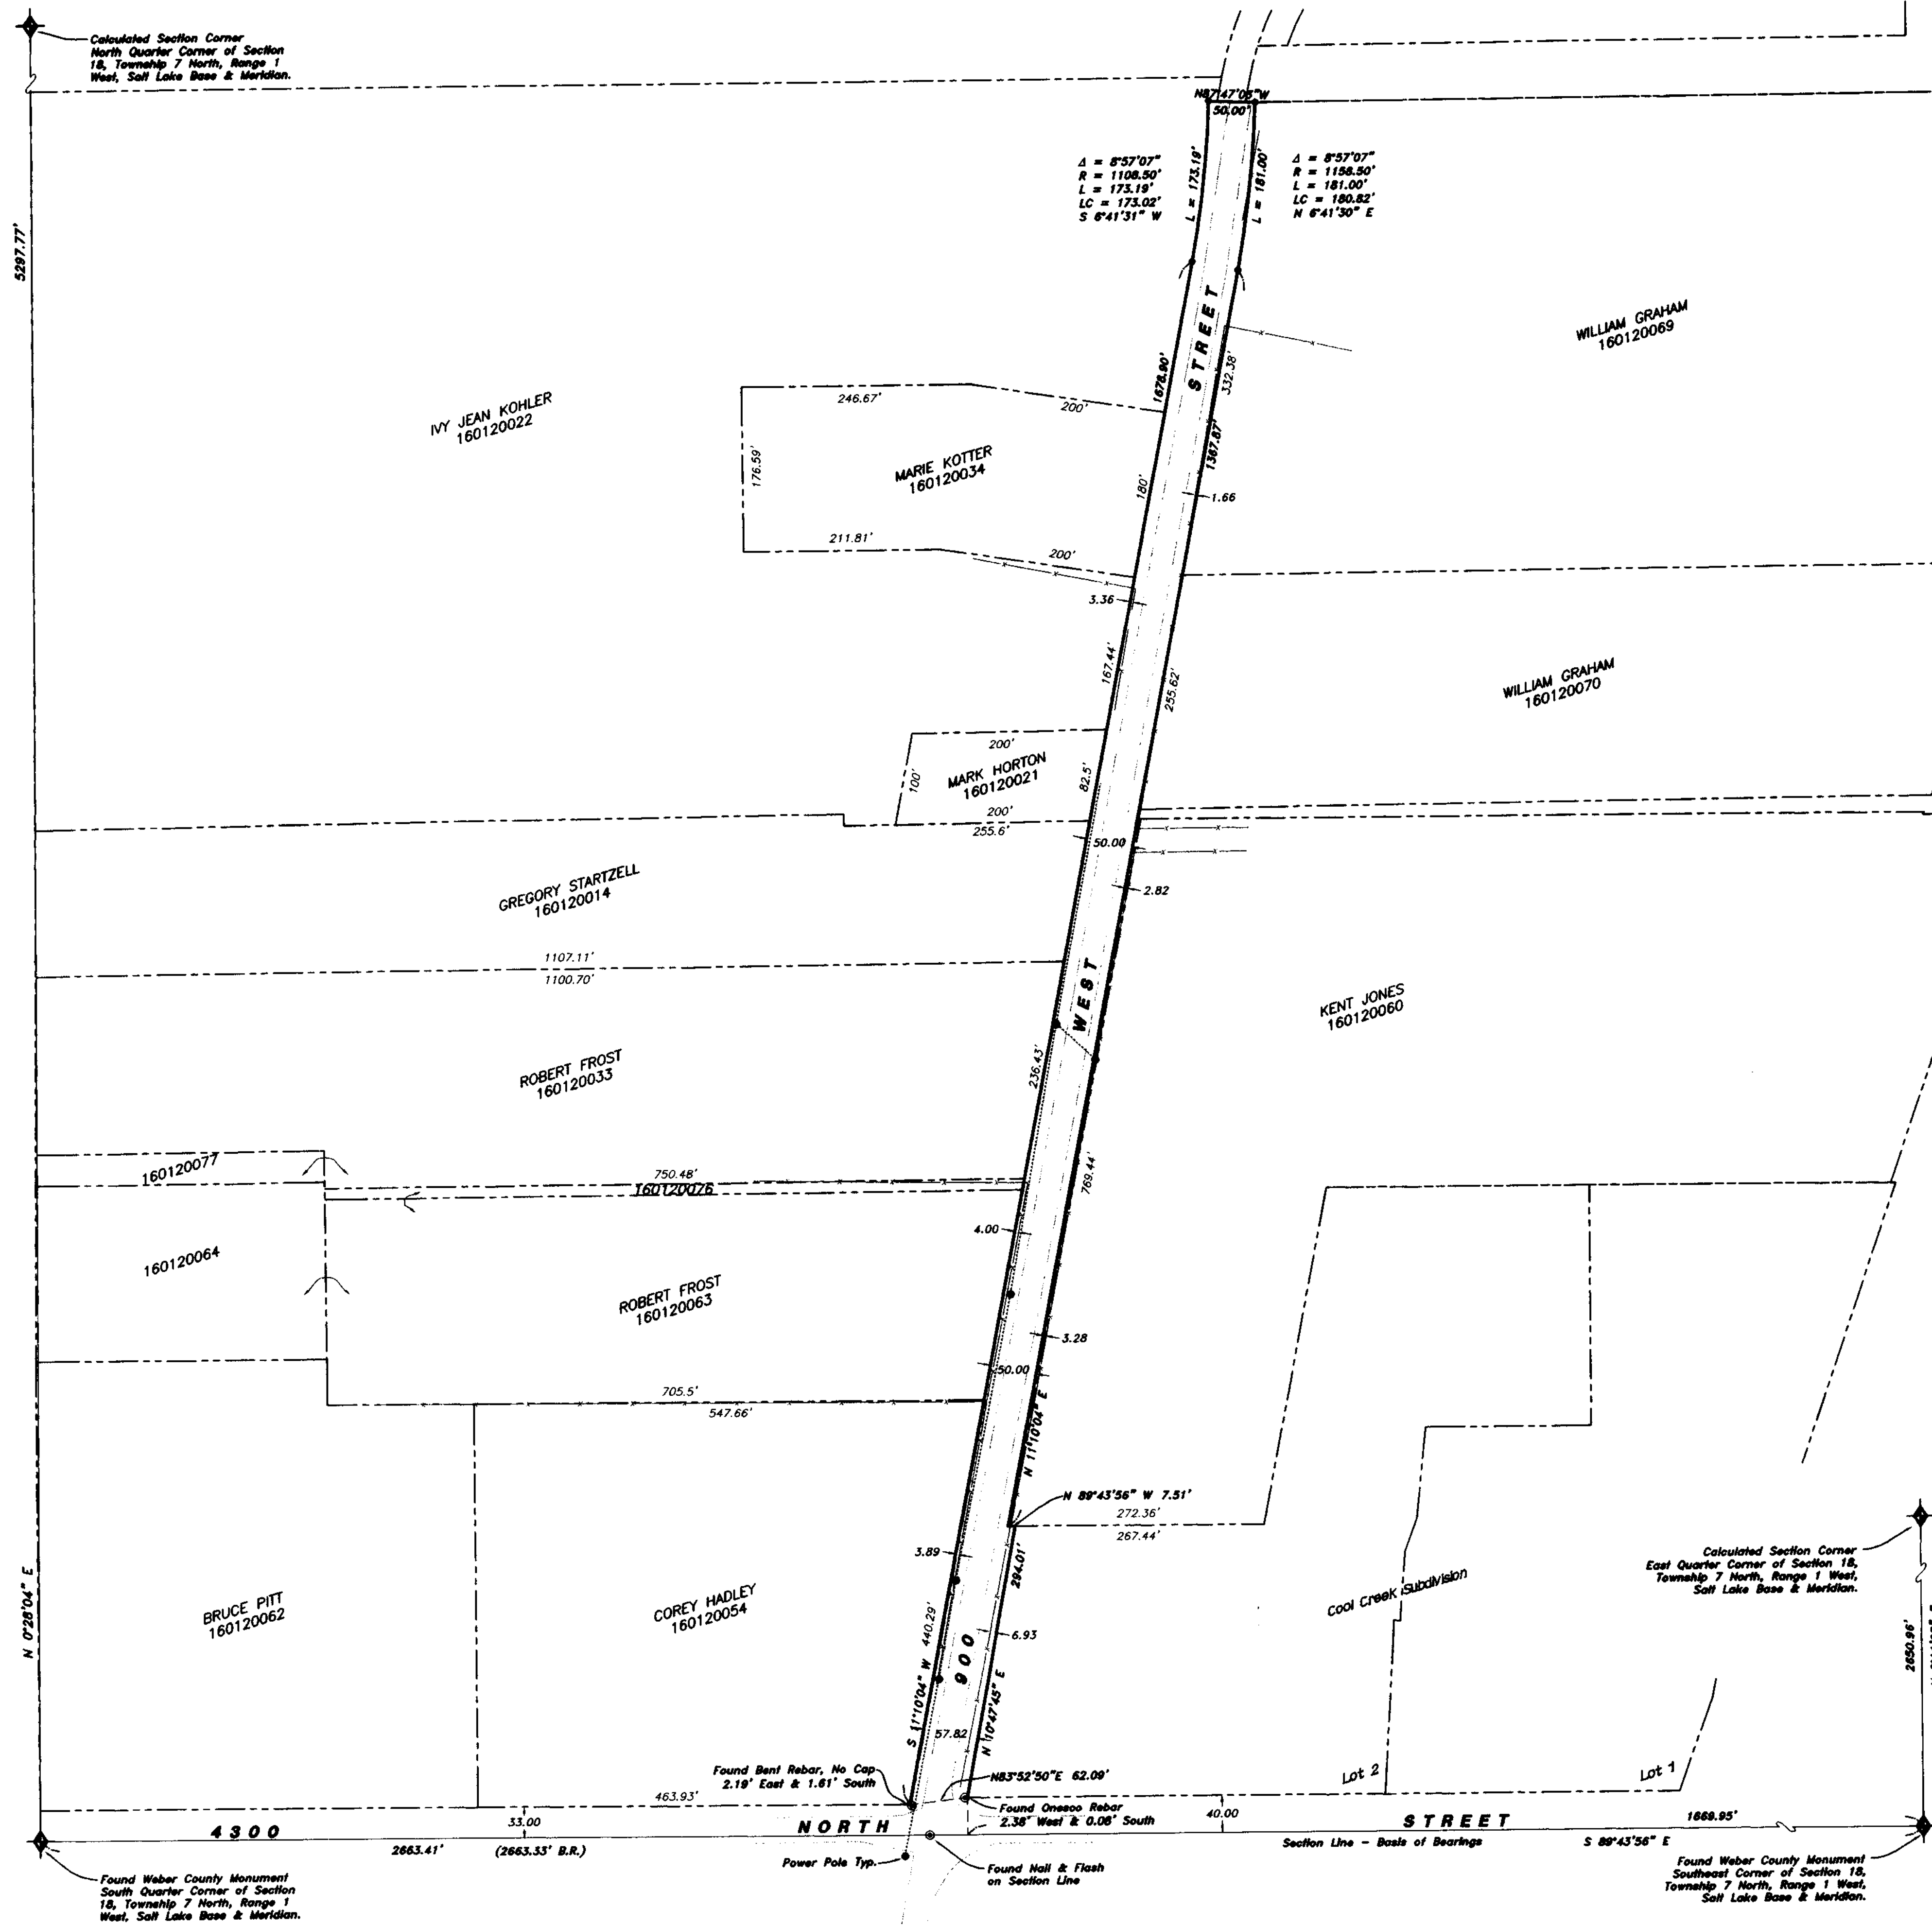 Calculated Section Corner
North Quarter Corner of Section
18, Township 7 North, Range 1
West, Salt Lake Base & Meridian.
N87°47'05"W
50.00'
Δ = 8°57'07"
R = 1108.50'
L = 173.19'
LC = 173.02'
S 6°41'31" W
L = 173.19'
L = 181.00'
Δ = 8°57'07"
R = 1158.50'
L = 181.00'
LC = 180.82'
N 6°41'30" E
5297.77'
STREET
WILLIAM GRAHAM
160120069
1678.90'
332.38'
1367.87'
IVY JEAN KOHLER
160120022
246.67'
200'
176.59'
MARIE KOTTER
160120034
180'
1.66
211.81'
200'
3.36
167.44'
255.62'
WILLIAM GRAHAM
160120070
200'
100'
MARK HORTON
160120021
82.5'
200'
255.6'
50.00
2.82
GREGORY STARTZELL
160120014
1107.11'
1100.70'
WEST
KENT JONES
160120060
ROBERT FROST
160120033
236.43'
160120077
750.48'
160120076
769.44'
4.00
160120064
ROBERT FROST
160120063
3.28
50.00
705.5'
547.66'
N 11°10'04" E
N 89°43'56" W 7.51'
272.36'
267.44'
3.89
294.01'
Calculated Section Corner
East Quarter Corner of Section 18,
Township 7 North, Range 1 West,
Salt Lake Base & Meridian.
Cool Creek Subdivision
BRUCE PITT
160120062
COREY HADLEY
160120054
N 0°28'04" E
440.29'
6.93
900
2650.96'
S 11°10'04" W
N 10°47'45" E
57.82
Found Bent Rebar, No Cap
2.19' East & 1.61' South
N83°52'50"E 62.09'
Lot 2
Lot 1
463.93'
Found Onesco Rebar
2.38' West & 0.08' South
33.00
40.00
4300
NORTH
STREET
1669.95'
2663.41'
(2663.33' B.R.)
Section Line - Basis of Bearings
S 89°43'56" E
Power Pole Typ.
Found Nail & Flash
on Section Line
Found Weber County Monument
South Quarter Corner of Section
18, Township 7 North, Range 1
West, Salt Lake Base & Meridian.
Found Weber County Monument
Southeast Corner of Section 18,
Township 7 North, Range 1 West,
Salt Lake Base & Meridian.